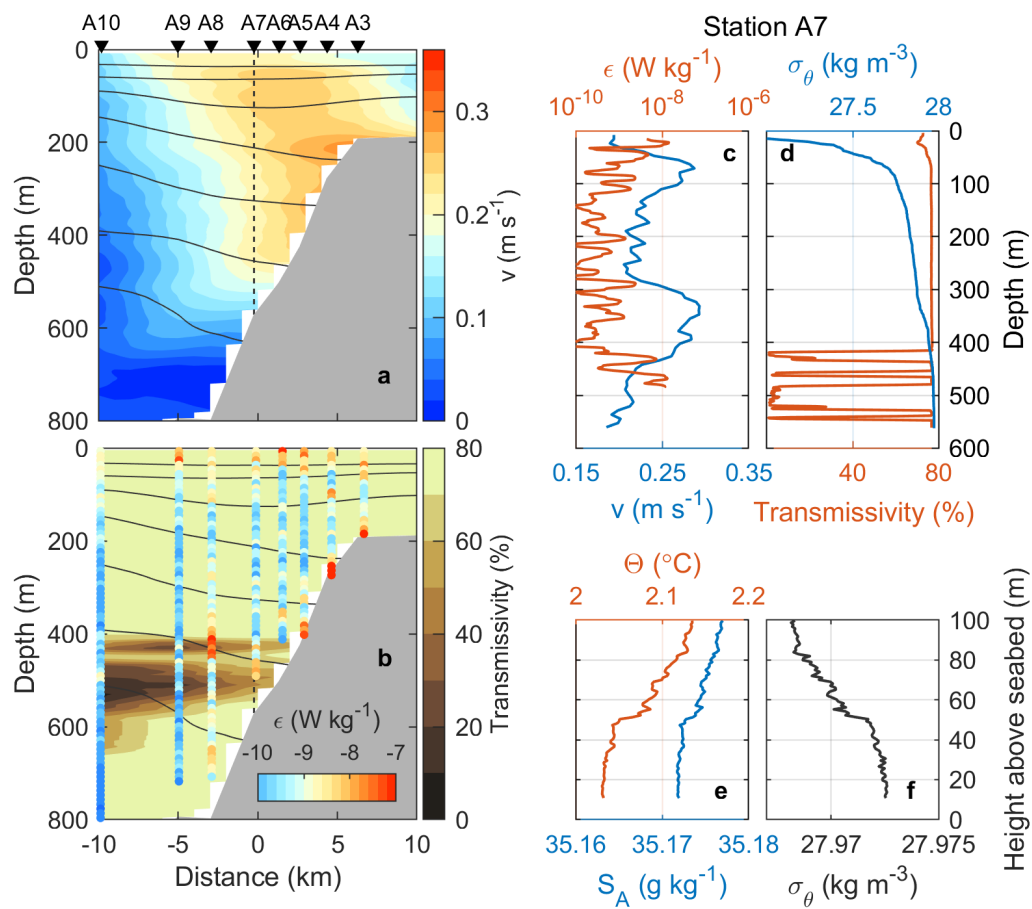 A10 A9 A8 A7 A6 A5 A4 A3
0
200
400
600
800
Depth (m)
-10 -5 0 5 10
a
0
0.1
0.2
0.3
v (m s-1)
0
200
400
600
800
Depth (m)
-10 -5 0 5 10
Distance (km)
b
ϵ (W kg-1)
-10 -9 -8 -7
0
20
40
60
80
Transmissivity (%)
Station A7
ϵ (W kg-1)
10-10 10-8 10-6
c
0.15 0.25 0.35
v (m s-1)
σθ (kg m-3)
27.5 28
d
0
100
200
300
400
500
600
Depth (m)
40 80
Transmissivity (%)
Θ (°C)
2 2.1 2.2
e
35.16 35.17 35.18
SA (g kg-1)
f
100
80
60
40
20
0
Height above seabed (m)
27.97 27.975
σθ (kg m-3)